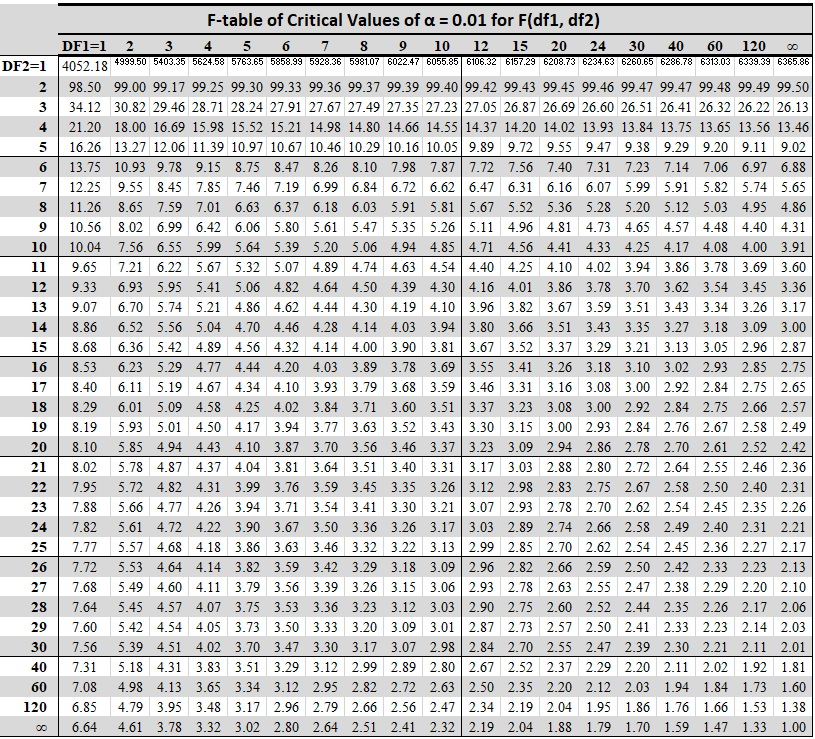 F-table of Critical Values of α = 0.01 for F(df1, df2)
DF1=1 2 3 4 5 6 7 8 9 10 12 15 20 24 30 40 60 120 ∞
DF2=1 4052.18 4999.50 5403.35 5624.58 5763.65 5858.99 5928.36 5981.07 6022.47 6055.85 6106.32 6157.29 6208.73 6234.63 6260.65 6286.78 6313.03 6339.39 6365.86
2 98.50 99.00 99.17 99.25 99.30 99.33 99.36 99.37 99.39 99.40 99.42 99.43 99.45 99.46 99.47 99.47 99.48 99.49 99.50
3 34.12 30.82 29.46 28.71 28.24 27.91 27.67 27.49 27.35 27.23 27.05 26.87 26.69 26.60 26.51 26.41 26.32 26.22 26.13
4 21.20 18.00 16.69 15.98 15.52 15.21 14.98 14.80 14.66 14.55 14.37 14.20 14.02 13.93 13.84 13.75 13.65 13.56 13.46
5 16.26 13.27 12.06 11.39 10.97 10.67 10.46 10.29 10.16 10.05 9.89 9.72 9.55 9.47 9.38 9.29 9.20 9.11 9.02
6 13.75 10.93 9.78 9.15 8.75 8.47 8.26 8.10 7.98 7.87 7.72 7.56 7.40 7.31 7.23 7.14 7.06 6.97 6.88
7 12.25 9.55 8.45 7.85 7.46 7.19 6.99 6.84 6.72 6.62 6.47 6.31 6.16 6.07 5.99 5.91 5.82 5.74 5.65
8 11.26 8.65 7.59 7.01 6.63 6.37 6.18 6.03 5.91 5.81 5.67 5.52 5.36 5.28 5.20 5.12 5.03 4.95 4.86
9 10.56 8.02 6.99 6.42 6.06 5.80 5.61 5.47 5.35 5.26 5.11 4.96 4.81 4.73 4.65 4.57 4.48 4.40 4.31
10 10.04 7.56 6.55 5.99 5.64 5.39 5.20 5.06 4.94 4.85 4.71 4.56 4.41 4.33 4.25 4.17 4.08 4.00 3.91
11 9.65 7.21 6.22 5.67 5.32 5.07 4.89 4.74 4.63 4.54 4.40 4.25 4.10 4.02 3.94 3.86 3.78 3.69 3.60
12 9.33 6.93 5.95 5.41 5.06 4.82 4.64 4.50 4.39 4.30 4.16 4.01 3.86 3.78 3.70 3.62 3.54 3.45 3.36
13 9.07 6.70 5.74 5.21 4.86 4.62 4.44 4.30 4.19 4.10 3.96 3.82 3.67 3.59 3.51 3.43 3.34 3.26 3.17
14 8.86 6.52 5.56 5.04 4.70 4.46 4.28 4.14 4.03 3.94 3.80 3.66 3.51 3.43 3.35 3.27 3.18 3.09 3.00
15 8.68 6.36 5.42 4.89 4.56 4.32 4.14 4.00 3.90 3.81 3.67 3.52 3.37 3.29 3.21 3.13 3.05 2.96 2.87
16 8.53 6.23 5.29 4.77 4.44 4.20 4.03 3.89 3.78 3.69 3.55 3.41 3.26 3.18 3.10 3.02 2.93 2.85 2.75
17 8.40 6.11 5.19 4.67 4.34 4.10 3.93 3.79 3.68 3.59 3.46 3.31 3.16 3.08 3.00 2.92 2.84 2.75 2.65
18 8.29 6.01 5.09 4.58 4.25 4.02 3.84 3.71 3.60 3.51 3.37 3.23 3.08 3.00 2.92 2.84 2.75 2.66 2.57
19 8.19 5.93 5.01 4.50 4.17 3.94 3.77 3.63 3.52 3.43 3.30 3.15 3.00 2.93 2.84 2.76 2.67 2.58 2.49
20 8.10 5.85 4.94 4.43 4.10 3.87 3.70 3.56 3.46 3.37 3.23 3.09 2.94 2.86 2.78 2.70 2.61 2.52 2.42
21 8.02 5.78 4.87 4.37 4.04 3.81 3.64 3.51 3.40 3.31 3.17 3.03 2.88 2.80 2.72 2.64 2.55 2.46 2.36
22 7.95 5.72 4.82 4.31 3.99 3.76 3.59 3.45 3.35 3.26 3.12 2.98 2.83 2.75 2.67 2.58 2.50 2.40 2.31
23 7.88 5.66 4.77 4.26 3.94 3.71 3.54 3.41 3.30 3.21 3.07 2.93 2.78 2.70 2.62 2.54 2.45 2.35 2.26
24 7.82 5.61 4.72 4.22 3.90 3.67 3.50 3.36 3.26 3.17 3.03 2.89 2.74 2.66 2.58 2.49 2.40 2.31 2.21
25 7.77 5.57 4.68 4.18 3.86 3.63 3.46 3.32 3.22 3.13 2.99 2.85 2.70 2.62 2.54 2.45 2.36 2.27 2.17
26 7.72 5.53 4.64 4.14 3.82 3.59 3.42 3.29 3.18 3.09 2.96 2.82 2.66 2.59 2.50 2.42 2.33 2.23 2.13
27 7.68 5.49 4.60 4.11 3.79 3.56 3.39 3.26 3.15 3.06 2.93 2.78 2.63 2.55 2.47 2.38 2.29 2.20 2.10
28 7.64 5.45 4.57 4.07 3.75 3.53 3.36 3.23 3.12 3.03 2.90 2.75 2.60 2.52 2.44 2.35 2.26 2.17 2.06
29 7.60 5.42 4.54 4.05 3.73 3.50 3.33 3.20 3.09 3.01 2.87 2.73 2.57 2.50 2.41 2.33 2.23 2.14 2.03
30 7.56 5.39 4.51 4.02 3.70 3.47 3.30 3.17 3.07 2.98 2.84 2.70 2.55 2.47 2.39 2.30 2.21 2.11 2.01
40 7.31 5.18 4.31 3.83 3.51 3.29 3.12 2.99 2.89 2.80 2.67 2.52 2.37 2.29 2.20 2.11 2.02 1.92 1.81
60 7.08 4.98 4.13 3.65 3.34 3.12 2.95 2.82 2.72 2.63 2.50 2.35 2.20 2.12 2.03 1.94 1.84 1.73 1.60
120 6.85 4.79 3.95 3.48 3.17 2.96 2.79 2.66 2.56 2.47 2.34 2.19 2.04 1.95 1.86 1.76 1.66 1.53 1.38
∞ 6.64 4.61 3.78 3.32 3.02 2.80 2.64 2.51 2.41 2.32 2.19 2.04 1.88 1.79 1.70 1.59 1.47 1.33 1.00